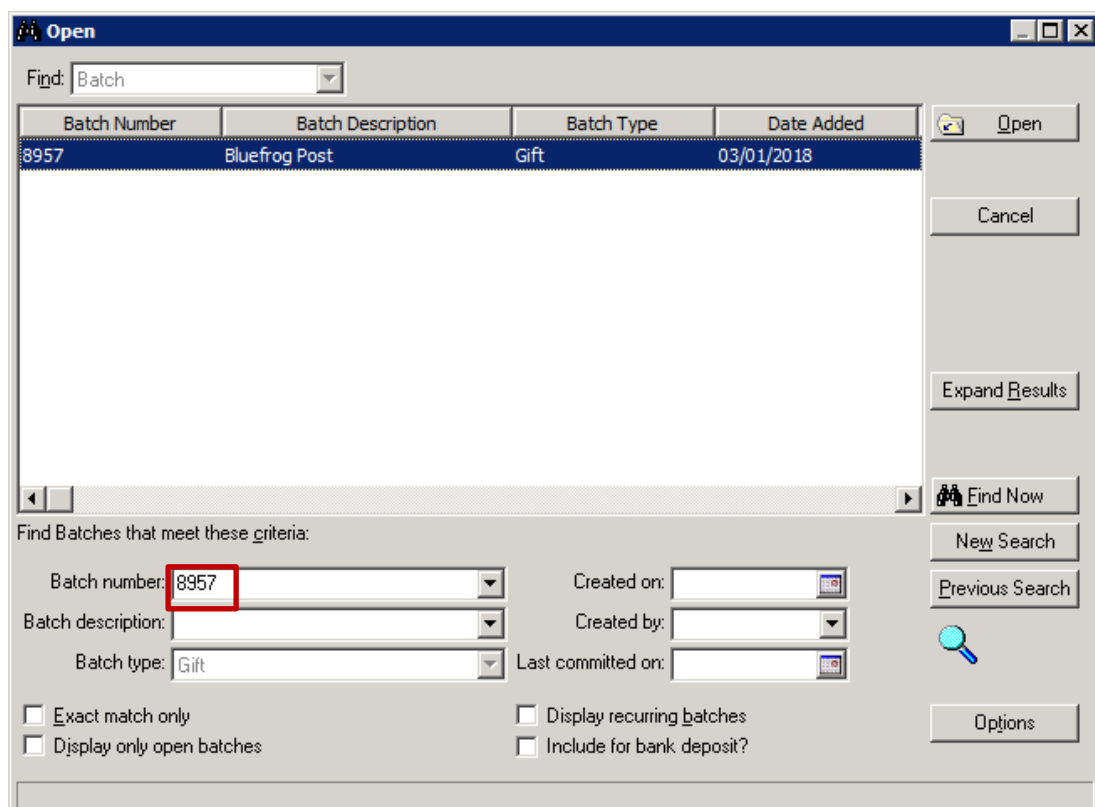 Open
Find: Batch
Batch Number Batch Description Batch Type Date Added
8957 Bluefrog Post Gift 03/01/2018
Open
Cancel
Expand Results
Find Now
New Search
Previous Search
Find Batches that meet these criteria:
Batch number: 8957 Created on:
Batch description: Created by:
Batch type: Gift Last committed on:
Exact match only Display recurring batches
Display only open batches Include for bank deposit?
Options